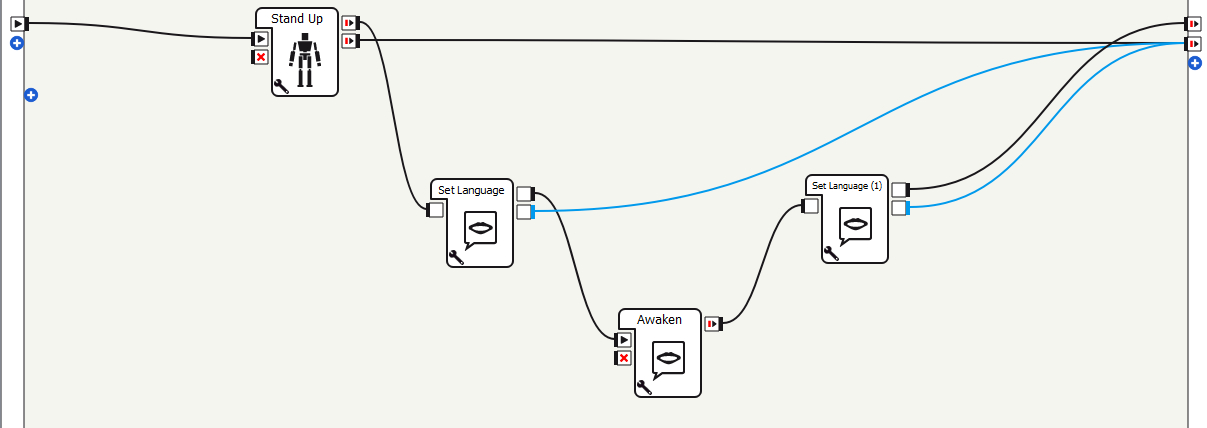 Stand Up
Set Language
Set Language (1)
Awaken